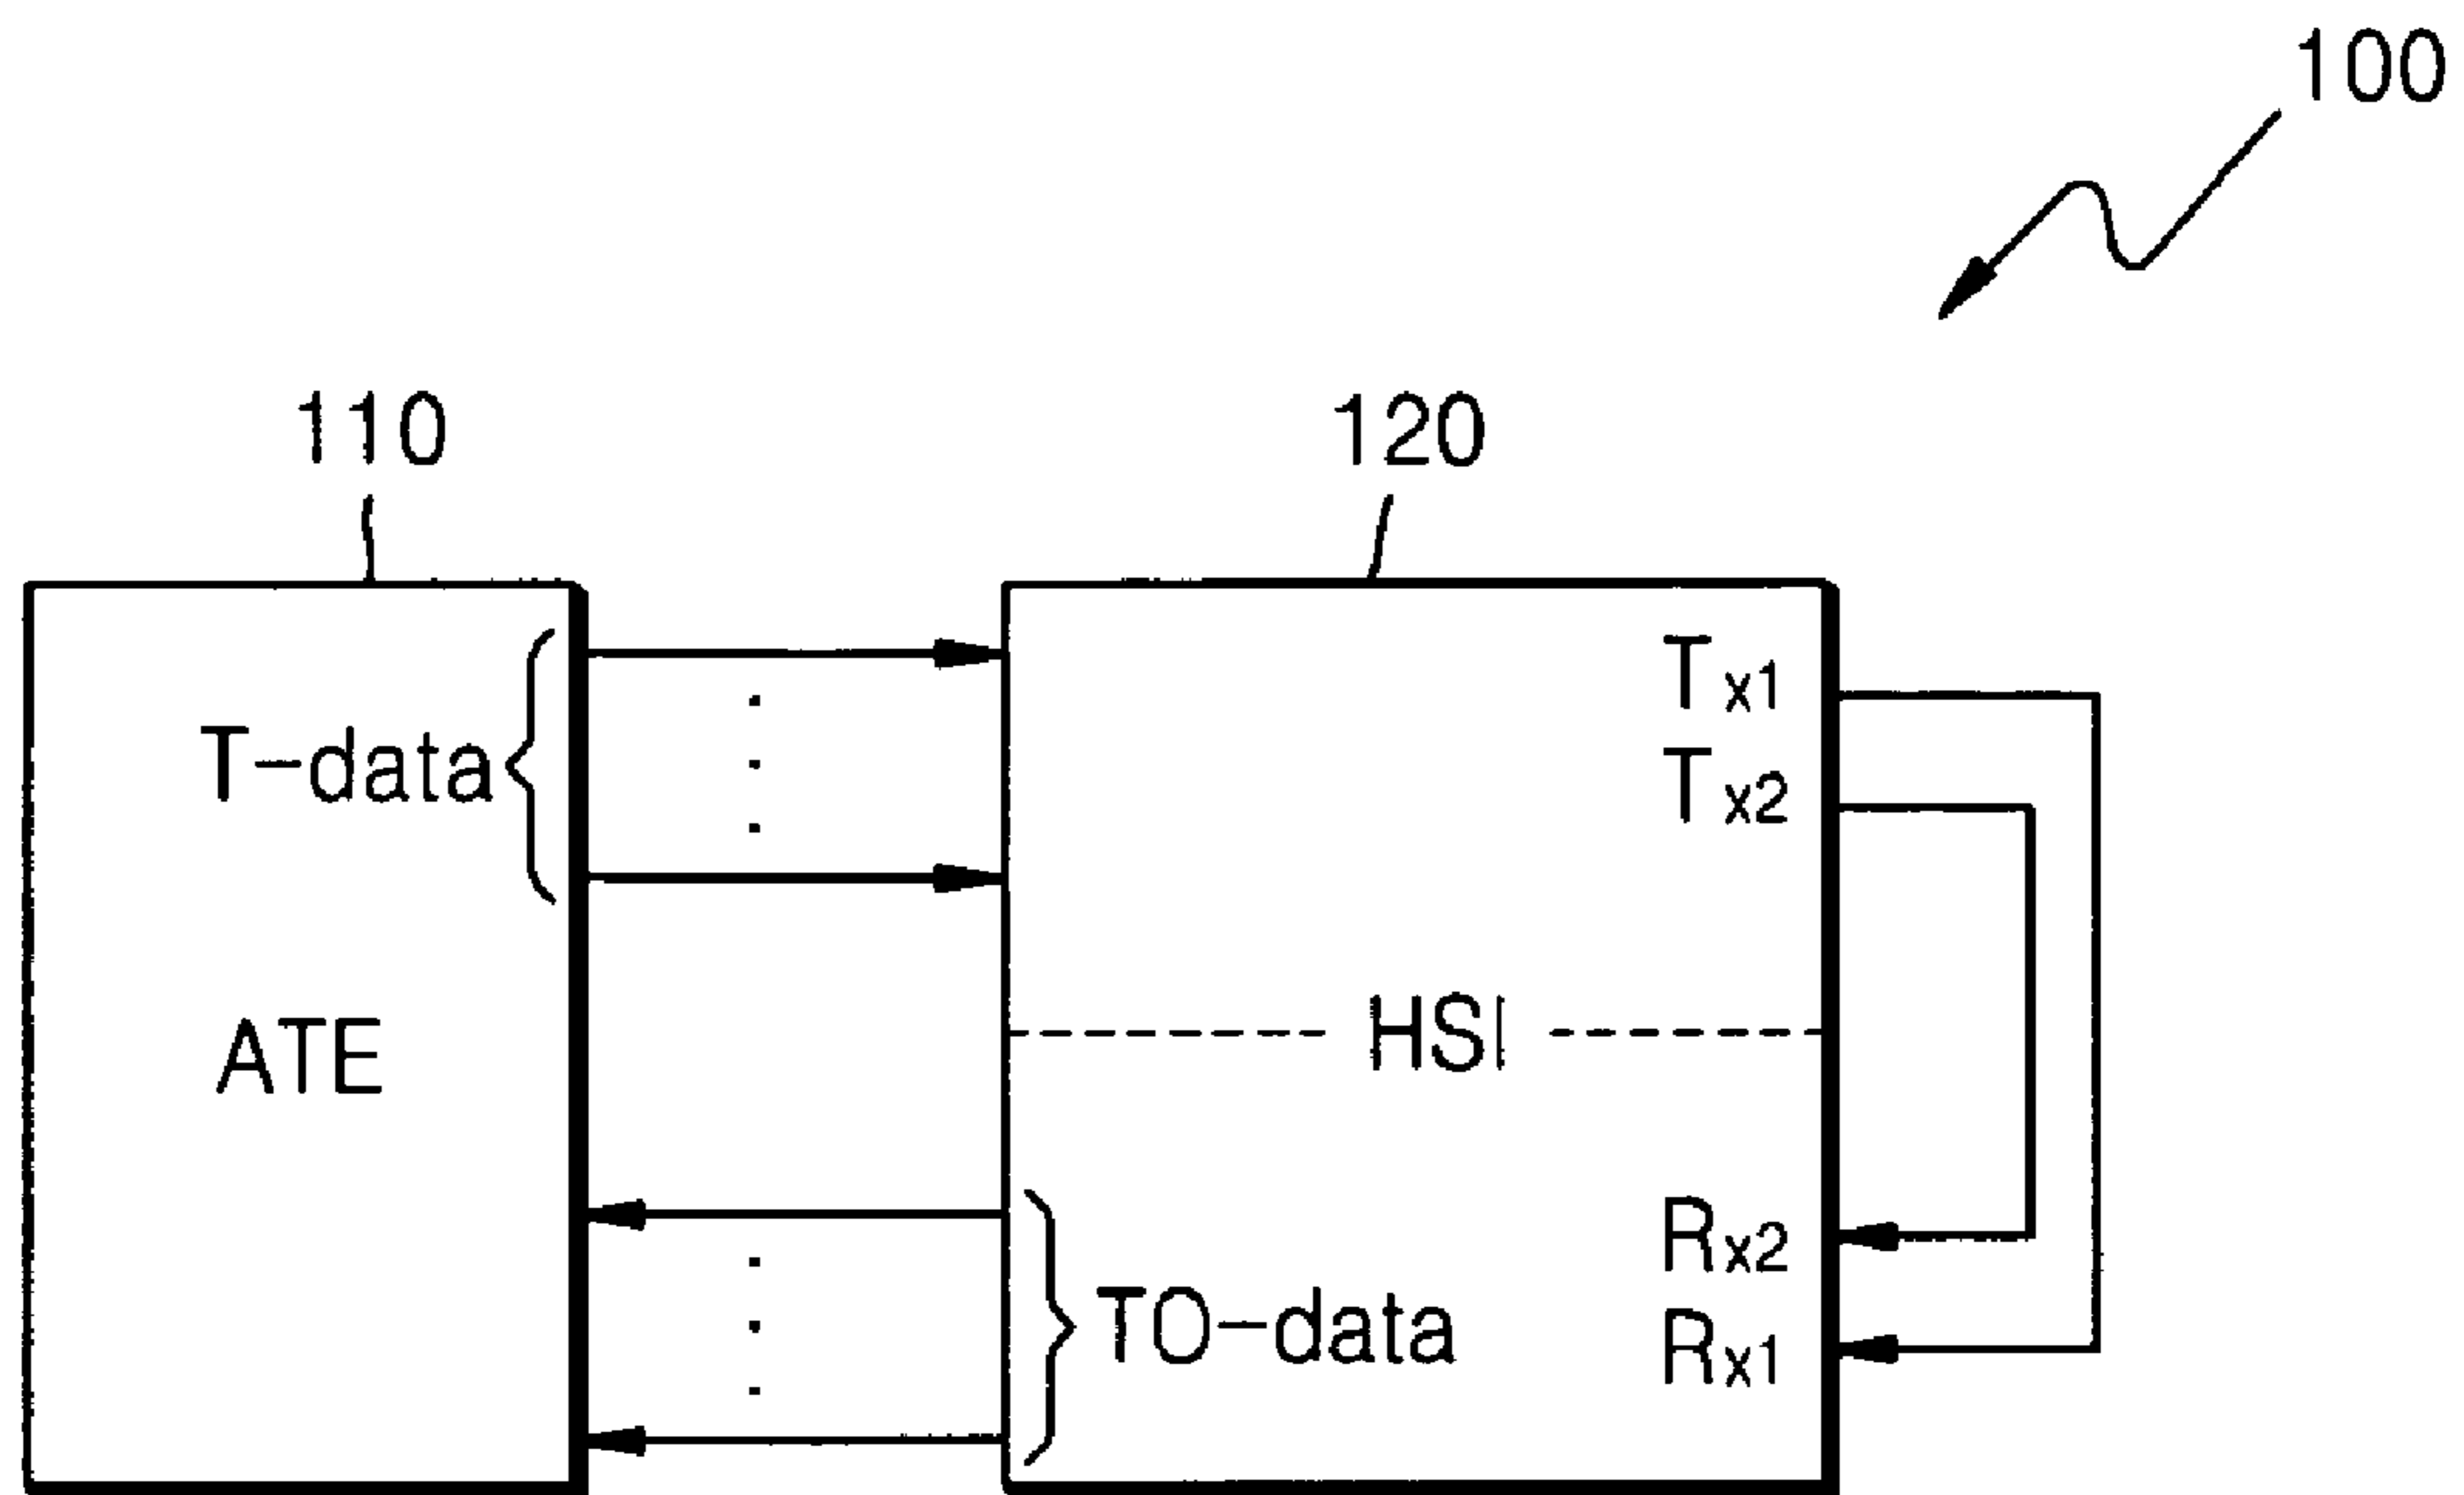 100
110
120
T-data
Tx1
Tx2
ATE
HSI
TO-data
Rx2
Rx1